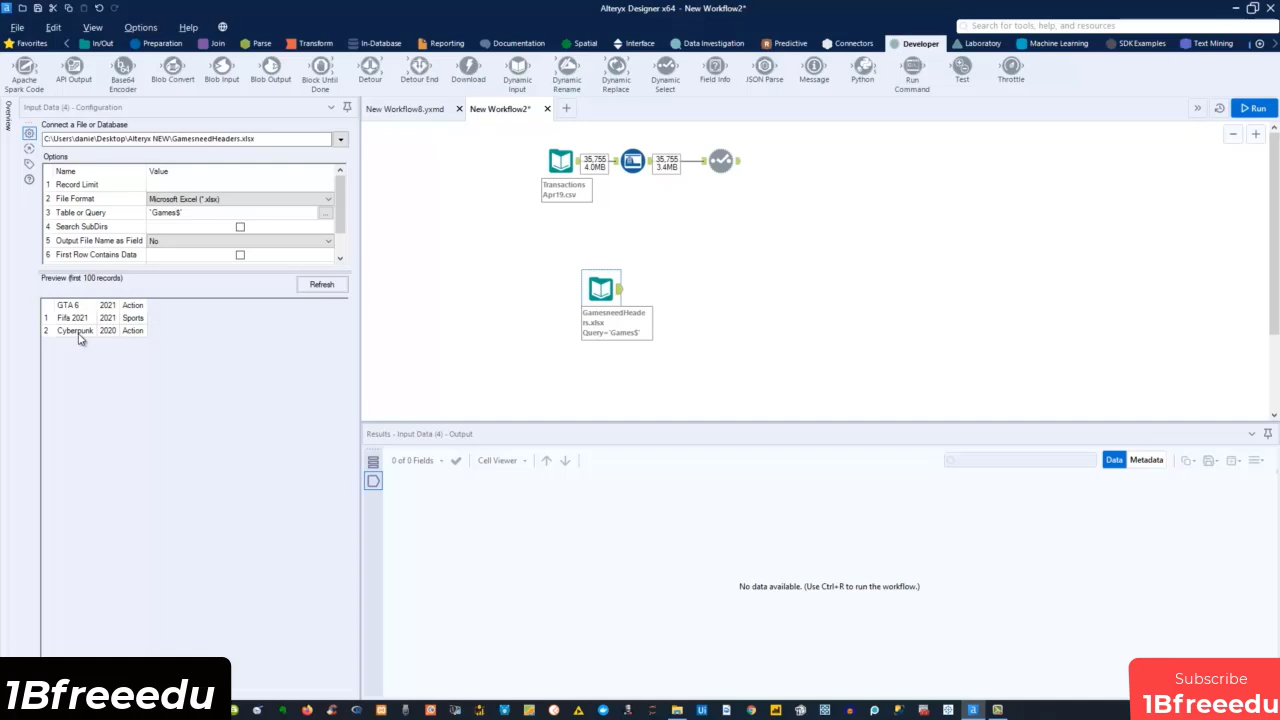 Alteryx Designer x64 - New Workflow2*
File Edit View Options Help
Search for tools, help, and resources
Favorites In/Out Preparation Join Parse Transform In-Database Reporting Documentation Spatial Interface Data Investigation Predictive Connectors Developer Laboratory Machine Learning SDK Examples Text Mining
Apache Spark Code
API Output
Base64 Encoder
Blob Convert
Blob Input
Blob Output
Block Until Done
Detour
Detour End
Download
Dynamic Input
Dynamic Rename
Dynamic Replace
Dynamic Select
Field Info
JSON Parse
Message
Python
Run Command
Test
Throttle
Overview
Input Data (4) - Configuration
New Workflow8.yxmd
New Workflow2*
Run
Connect a File or Database
C:\Users\danie\Desktop\Alteryx NEW\GamesneedHeaders.xlsx
Options
Name Value
1 Record Limit
2 File Format Microsoft Excel (*.xlsx)
3 Table or Query `Games$` ...
4 Search SubDirs
5 Output File Name as Field No
6 First Row Contains Data
Preview (first 100 records)
Refresh
GTA 6 2021 Action
1 Fifa 2021 2021 Sports
2 Cyberpunk 2020 Action
35,755
4.0MB
35,755
3.4MB
Transactions
Apr19.csv
GamesneedHeade
rs.xlsx
Query=`Games$`
Results - Input Data (4) - Output
0 of 0 Fields Cell Viewer
Data Metadata
No data available. (Use Ctrl+R to run the workflow.)
1Bfreeedu
Subscribe
1Bfreeedu